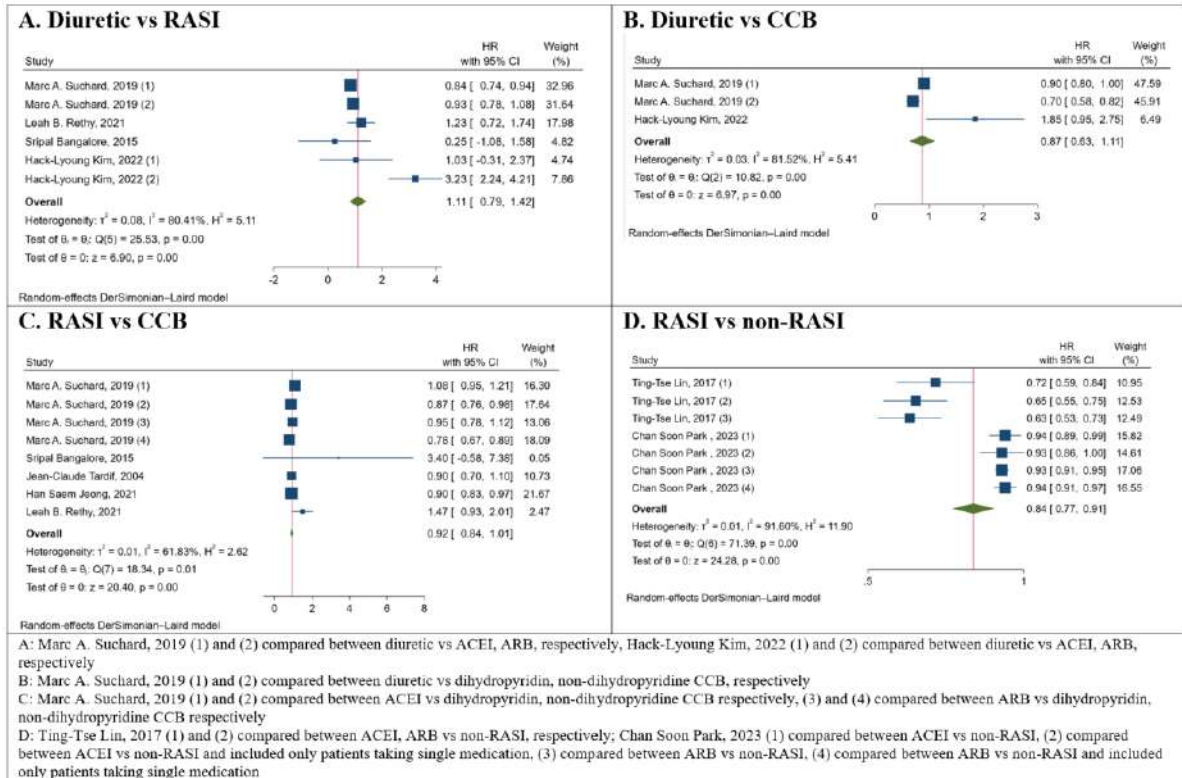 A. Diuretic vs RASI
HR Weight
Study with 95% CI (%)
Marc A. Suchard, 2019 (1) 0.84 [ 0.74, 0.94] 32.96
Marc A. Suchard, 2019 (2) 0.93 [ 0.78, 1.08] 31.64
Leah B. Rethy, 2021 1.23 [ 0.72, 1.74] 17.98
Sripal Bangalore, 2015 0.25 [ -1.08, 1.58] 4.82
Hack-Lyoung Kim, 2022 (1) 1.03 [ -0.31, 2.37] 4.74
Hack-Lyoung Kim, 2022 (2) 3.23 [ 2.24, 4.21] 7.86
Overall 1.11 [ 0.79, 1.42]
Heterogeneity: τ² = 0.08, I² = 80.41%, H² = 5.11
Test of θᵢ = θⱼ: Q(5) = 25.53, p = 0.00
Test of θ = 0: z = 6.90, p = 0.00
-2 0 2 4
Random-effects DerSimonian–Laird model
B. Diuretic vs CCB
HR Weight
Study with 95% CI (%)
Marc A. Suchard, 2019 (1) 0.90 [ 0.80, 1.00] 47.59
Marc A. Suchard, 2019 (2) 0.70 [ 0.58, 0.82] 45.91
Hack-Lyoung Kim, 2022 1.85 [ 0.95, 2.75] 6.49
Overall 0.87 [ 0.63, 1.11]
Heterogeneity: τ² = 0.03, I² = 81.52%, H² = 5.41
Test of θᵢ = θⱼ: Q(2) = 10.82, p = 0.00
Test of θ = 0: z = 6.97, p = 0.00
0 1 2 3
Random-effects DerSimonian–Laird model
C. RASI vs CCB
HR Weight
Study with 95% CI (%)
Marc A. Suchard, 2019 (1) 1.08 [ 0.95, 1.21] 16.30
Marc A. Suchard, 2019 (2) 0.87 [ 0.76, 0.98] 17.64
Marc A. Suchard, 2019 (3) 0.95 [ 0.78, 1.12] 13.06
Marc A. Suchard, 2019 (4) 0.78 [ 0.67, 0.89] 18.09
Sripal Bangalore, 2015 3.40 [ -0.58, 7.38] 0.05
Jean-Claude Tardif, 2004 0.90 [ 0.70, 1.10] 10.73
Han Saem Jeong, 2021 0.90 [ 0.83, 0.97] 21.67
Leah B. Rethy, 2021 1.47 [ 0.93, 2.01] 2.47
Overall 0.92 [ 0.84, 1.01]
Heterogeneity: τ² = 0.01, I² = 61.83%, H² = 2.62
Test of θᵢ = θⱼ: Q(7) = 18.34, p = 0.01
Test of θ = 0: z = 20.40, p = 0.00
0 2 4 6 8
Random-effects DerSimonian–Laird model
D. RASI vs non-RASI
HR Weight
Study with 95% CI (%)
Ting-Tse Lin, 2017 (1) 0.72 [ 0.59, 0.84] 10.95
Ting-Tse Lin, 2017 (2) 0.65 [ 0.55, 0.75] 12.53
Ting-Tse Lin, 2017 (3) 0.63 [ 0.53, 0.73] 12.49
Chan Soon Park , 2023 (1) 0.94 [ 0.89, 0.99] 15.82
Chan Soon Park , 2023 (2) 0.93 [ 0.86, 1.00] 14.61
Chan Soon Park , 2023 (3) 0.93 [ 0.91, 0.95] 17.06
Chan Soon Park , 2023 (4) 0.94 [ 0.91, 0.97] 16.55
Overall 0.84 [ 0.77, 0.91]
Heterogeneity: τ² = 0.01, I² = 91.60%, H² = 11.90
Test of θᵢ = θⱼ: Q(6) = 71.39, p = 0.00
Test of θ = 0: z = 24.28, p = 0.00
.5 1
Random-effects DerSimonian–Laird model
A: Marc A. Suchard, 2019 (1) and (2) compared between diuretic vs ACEI, ARB, respectively, Hack-Lyoung Kim, 2022 (1) and (2) compared between diuretic vs ACEI, ARB,
respectively
B: Marc A. Suchard, 2019 (1) and (2) compared between diuretic vs dihydropyridin, non-dihydropyridine CCB, respectively
C: Marc A. Suchard, 2019 (1) and (2) compared between ACEI vs dihydropyridin, non-dihydropyridine CCB respectively, (3) and (4) compared between ARB vs dihydropyridin,
non-dihydropyridine CCB respectively
D: Ting-Tse Lin, 2017 (1) and (2) compared between ACEI, ARB vs non-RASI, respectively; Chan Soon Park, 2023 (1) compared between ACEI vs non-RASI, (2) compared
between ACEI vs non-RASI and included only patients taking single medication, (3) compared between ARB vs non-RASI, (4) compared between ARB vs non-RASI and included
only patients taking single medication